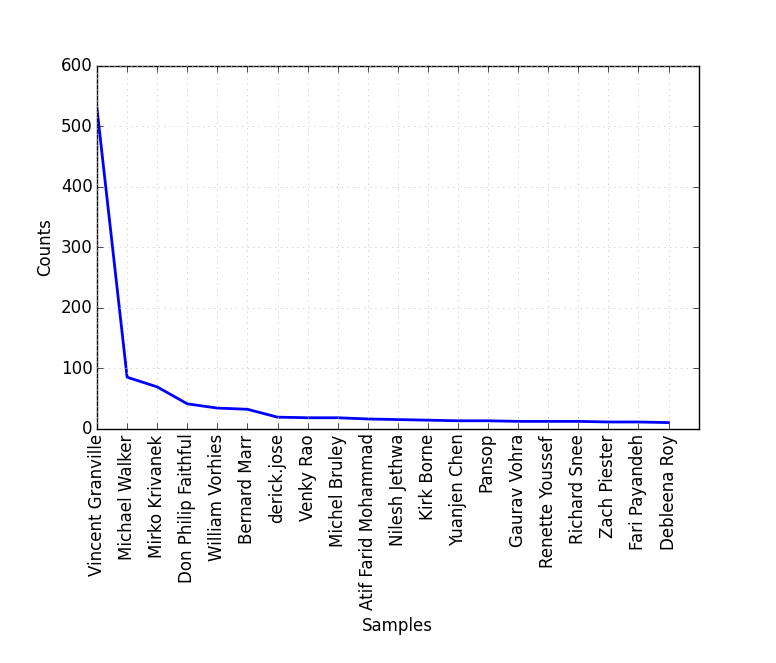 600
500
400
300
200
100
0
Counts
Vincent Granville
Michael Walker
Mirko Krivanek
Don Philip Faithful
William Vorhies
Bernard Marr
derick.jose
Venky Rao
Michel Bruley
Atif Farid Mohammad
Nilesh Jethwa
Kirk Borne
Yuanjen Chen
Pansop
Gaurav Vohra
Renette Youssef
Richard Snee
Zach Piester
Fari Payandeh
Debleena Roy
Samples